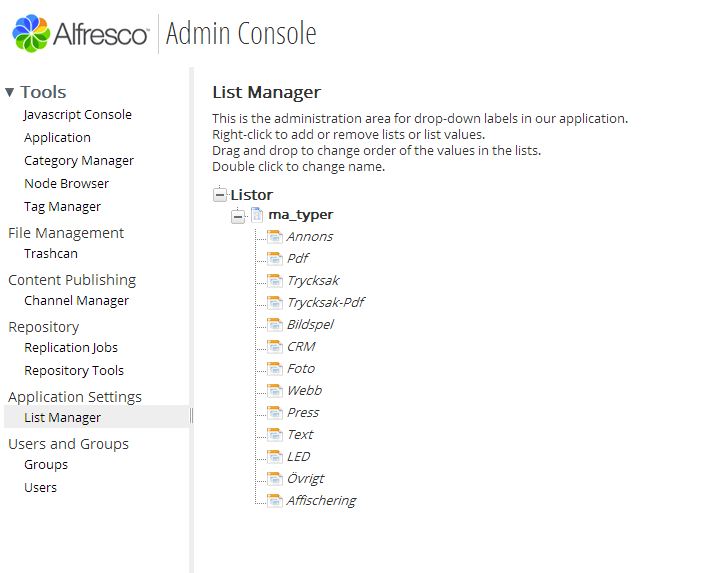 Alfresco Admin Console
Tools
Javascript Console
Application
Category Manager
Node Browser
Tag Manager
File Management
Trashcan
Content Publishing
Channel Manager
Repository
Replication Jobs
Repository Tools
Application Settings
List Manager
Users and Groups
Groups
Users
List Manager
This is the administration area for drop-down labels in our application.
Right-click to add or remove lists or list values.
Drag and drop to change order of the values in the lists.
Double click to change name.
Listor
ma_typer
Annons
Pdf
Trycksak
Trycksak-Pdf
Bildspel
CRM
Foto
Webb
Press
Text
LED
Övrigt
Affischering